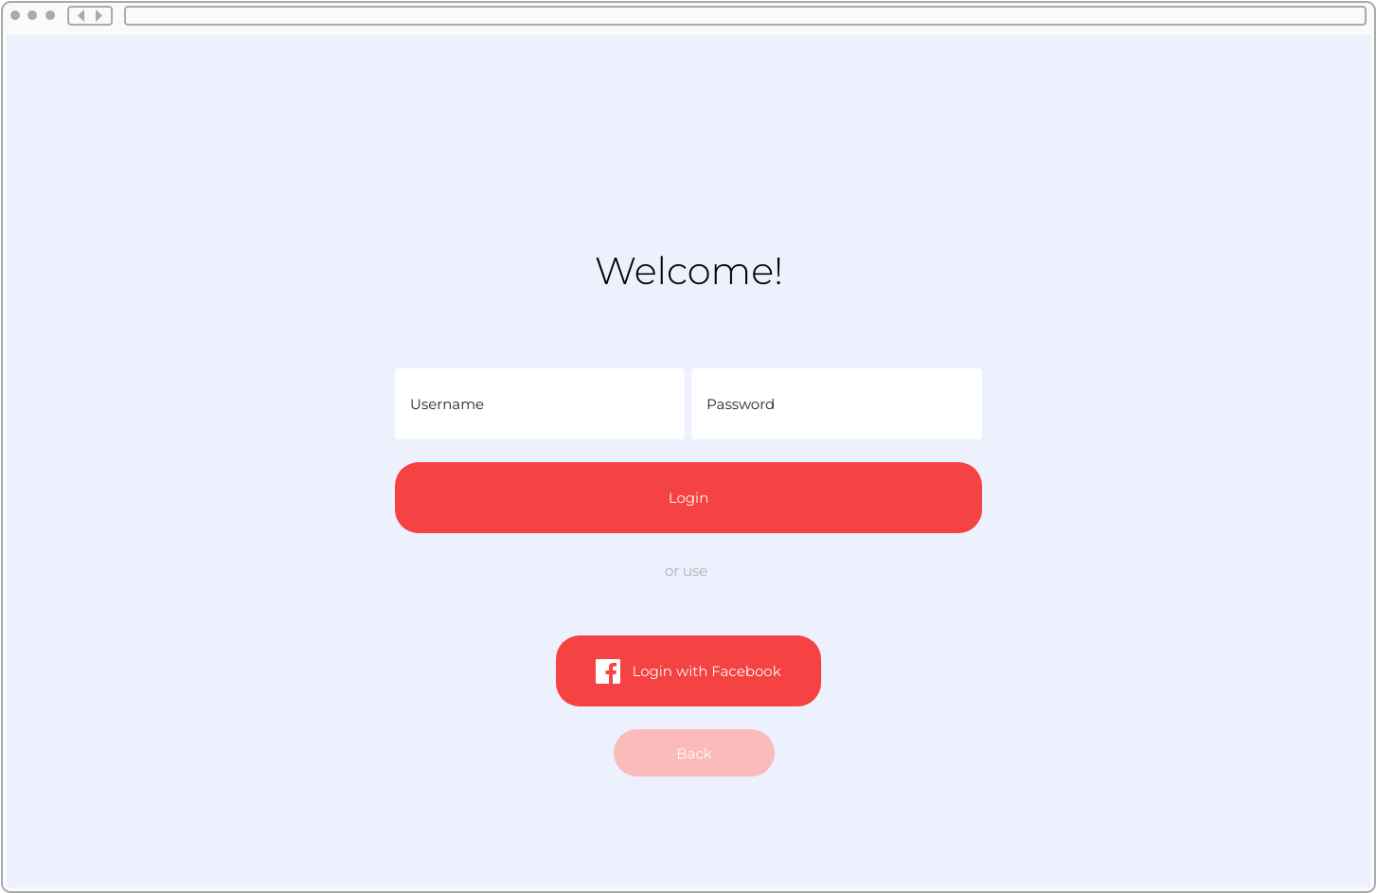 Welcome!
Username
Password
Login
or use
Login with Facebook
Back